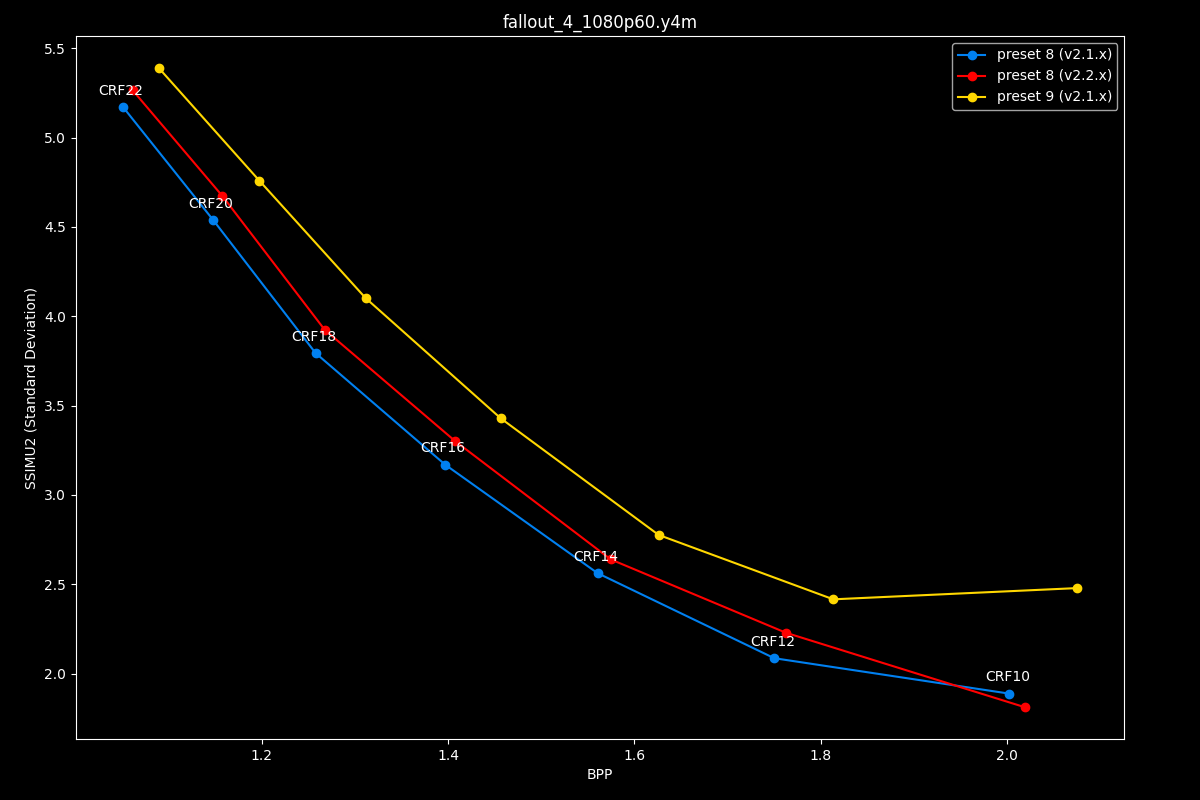 fallout_4_1080p60.y4m
preset 8 (v2.1.x)
preset 8 (v2.2.x)
preset 9 (v2.1.x)
5.5
5.0
4.5
4.0
3.5
3.0
2.5
2.0
SSIMU2 (Standard Deviation)
CRF22
CRF20
CRF18
CRF16
CRF14
CRF12
CRF10
1.2
1.4
1.6
1.8
2.0
BPP